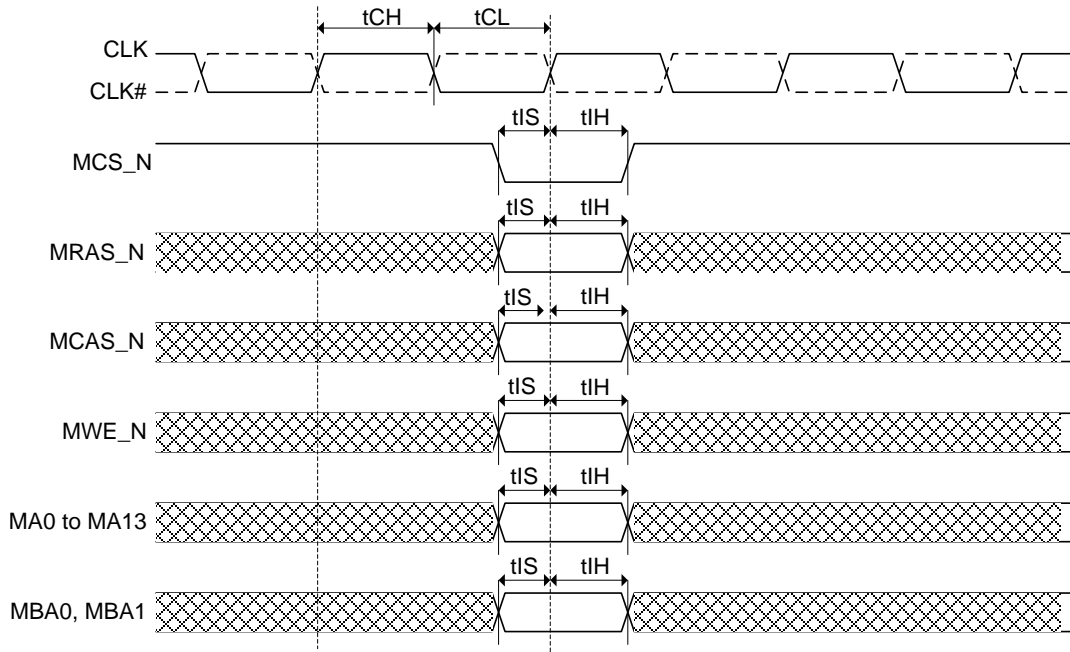 tCH tCL
CLK
CLK#
tIS tIH
MCS_N
tIS tIH
MRAS_N
tIS tIH
MCAS_N
tIS tIH
MWE_N
tIS tIH
MA0 to MA13
tIS tIH
MBA0, MBA1